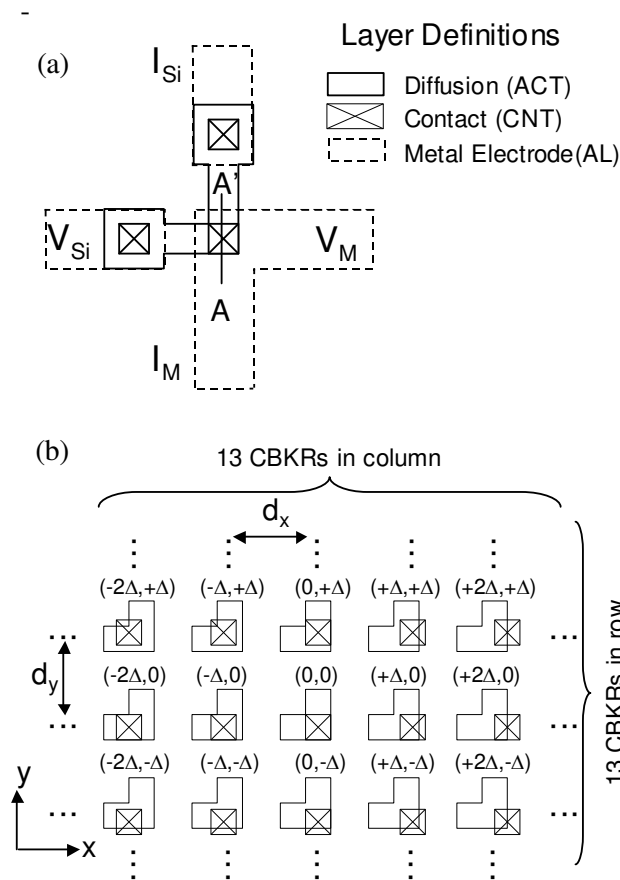 -
(a)
I_Si
V_Si
A'
V_M
A
I_M
Layer Definitions
Diffusion (ACT)
Contact (CNT)
Metal Electrode(AL)
(b)
13 CBKRs in column
d_x
(-2Δ,+Δ) (-Δ,+Δ) (0,+Δ) (+Δ,+Δ) (+2Δ,+Δ)
d_y
(-2Δ,0) (-Δ,0) (0,0) (+Δ,0) (+2Δ,0)
(-2Δ,-Δ) (-Δ,-Δ) (0,-Δ) (+Δ,-Δ) (+2Δ,-Δ)
y
x
13 CBKRs in row